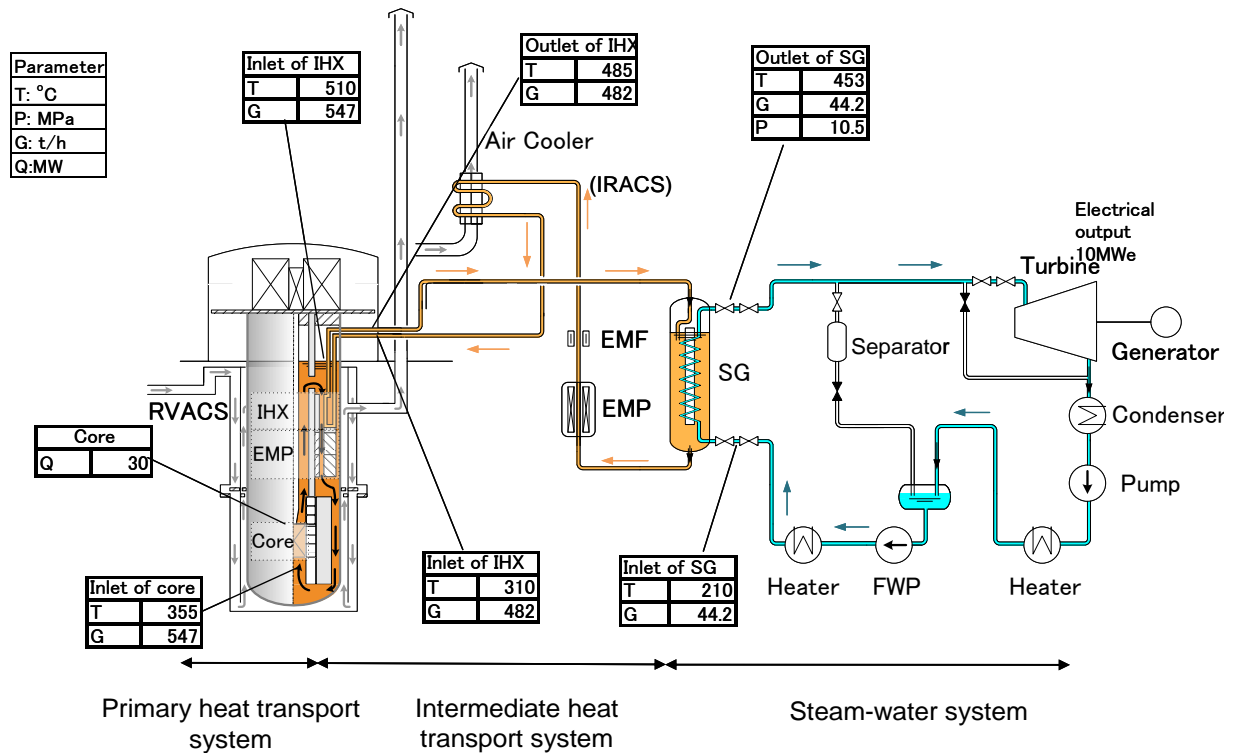 Parameter
T: °C
P: MPa
G: t/h
Q:MW
Inlet of IHX
T 510
G 547
Outlet of IHX
T 485
G 482
Outlet of SG
T 453
G 44.2
P 10.5
Air Cooler
(IRACS)
Electrical
output
10MWe
Turbine
Generator
EMF
EMP
SG
Separator
Condenser
Pump
RVACS
IHX
EMP
Core
Core
Q 30
Inlet of core
T 355
G 547
Inlet of IHX
T 310
G 482
Inlet of SG
T 210
G 44.2
Heater
FWP
Heater
Primary heat transport
system
Intermediate heat
transport system
Steam-water system